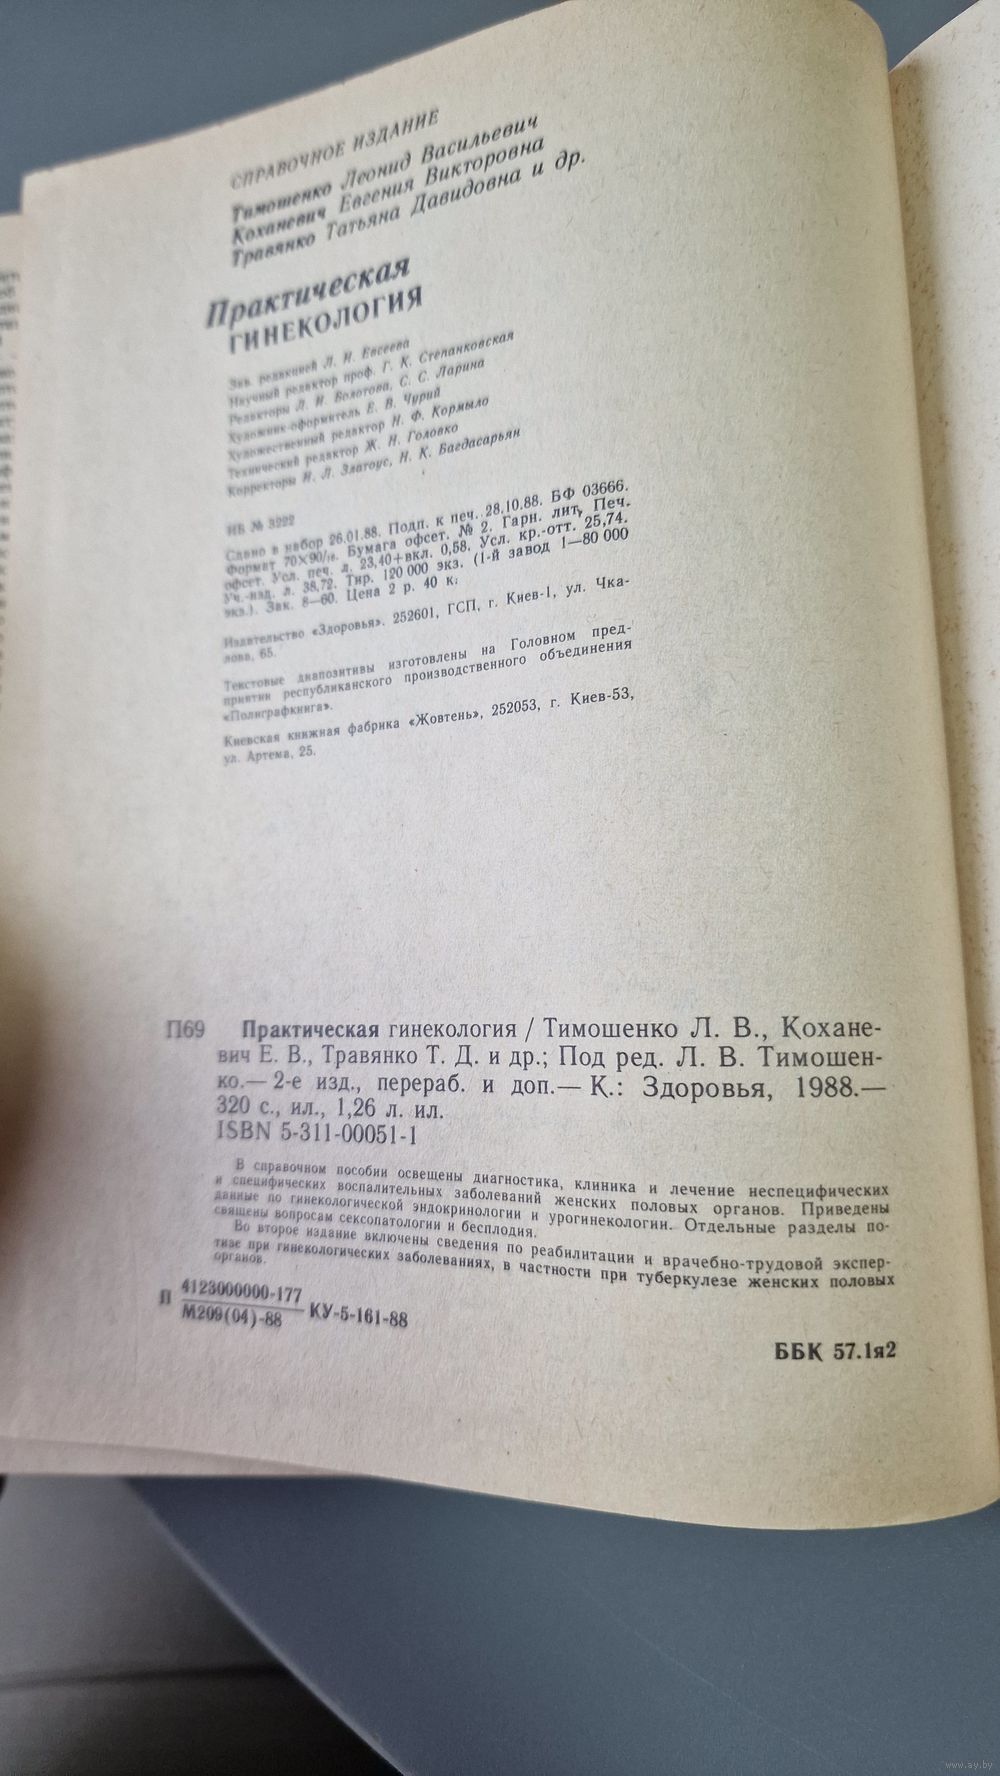 СПРАВОЧНОЕ ИЗДАНИЕ
Тимошенко Леонид Васильевич
Коханевич Евгения Викторовна
Травянко Татьяна Давидовна и др.
Практическая
ГИНЕКОЛОГИЯ
Зав. редакцией Л. И. Евсеева
Научный редактор проф. Г. К. Степанковская
Редакторы Л. И. Болотова, С. С. Ларина
Художник-оформитель Е. В. Чурий
Художественный редактор Н. Ф. Кормыло
Технический редактор Ж. Н. Головко
Корректоры И. Л. Златоус, Н. К. Багдасарьян
ИБ № 3222
Сдано в набор 26.01.88. Подп. к печ. 28.10.88. БФ 03666.
Формат 70×90/16. Бумага офсет. № 2. Гарн. лит. Печ.
офсет. Усл. печ. л. 23,40+вкл. 0,58. Усл. кр.-отт. 25,74.
Уч.-изд. л. 38,72. Тир. 120 000 экз. (1-й завод 1—80 000
экз.). Зак. 8—60. Цена 2 р. 40 к.
Издательство «Здоровья». 252601, ГСП, г. Киев-1, ул. Чка-
лова, 65.
Текстовые диапозитивы изготовлены на Головном пред-
приятии республиканского производственного объединения
«Полиграфкнига».
Киевская книжная фабрика «Жовтень», 252053, г. Киев-53,
ул. Артема, 25.
П69 Практическая гинекология / Тимошенко Л. В., Кохане-
вич Е. В., Травянко Т. Д. и др.; Под ред. Л. В. Тимошен-
ко.— 2-е изд., перераб. и доп.— К.: Здоровья, 1988.—
320 с., ил., 1,26 л. ил.
ISBN 5-311-00051-1
В справочном пособии освещены диагностика, клиника и лечение неспецифических
и специфических воспалительных заболеваний женских половых органов. Приведены
данные по гинекологической эндокринологии и урогинекологии. Отдельные разделы по-
священы вопросам сексопатологии и бесплодия.
Во второе издание включены сведения по реабилитации и врачебно-трудовой экспер-
тизе при гинекологических заболеваниях, в частности при туберкулезе женских половых
органов.
П 4123000000-177
М209(04)-88 КУ-5-161-88
ББК 57.1я2
www.ay.by